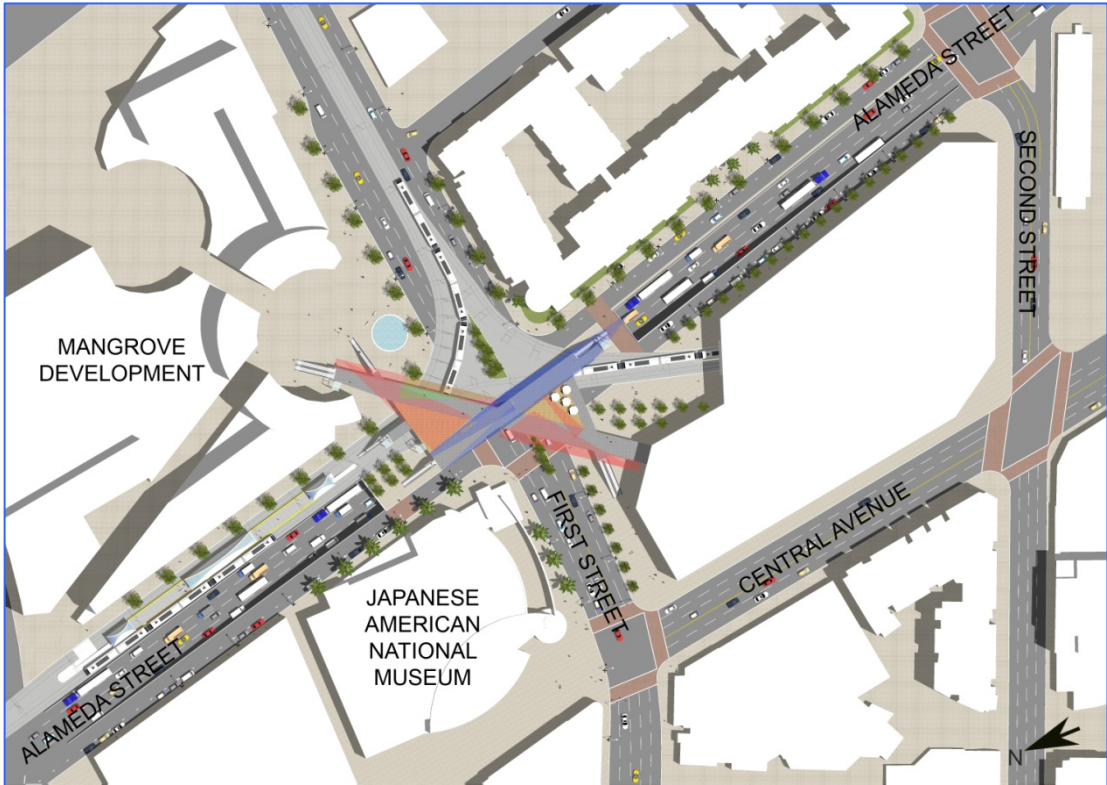 ALAMEDA STREET
SECOND STREET
MANGROVE
DEVELOPMENT
FIRST STREET
CENTRAL AVENUE
JAPANESE
AMERICAN
NATIONAL
MUSEUM
ALAMEDA STREET
N